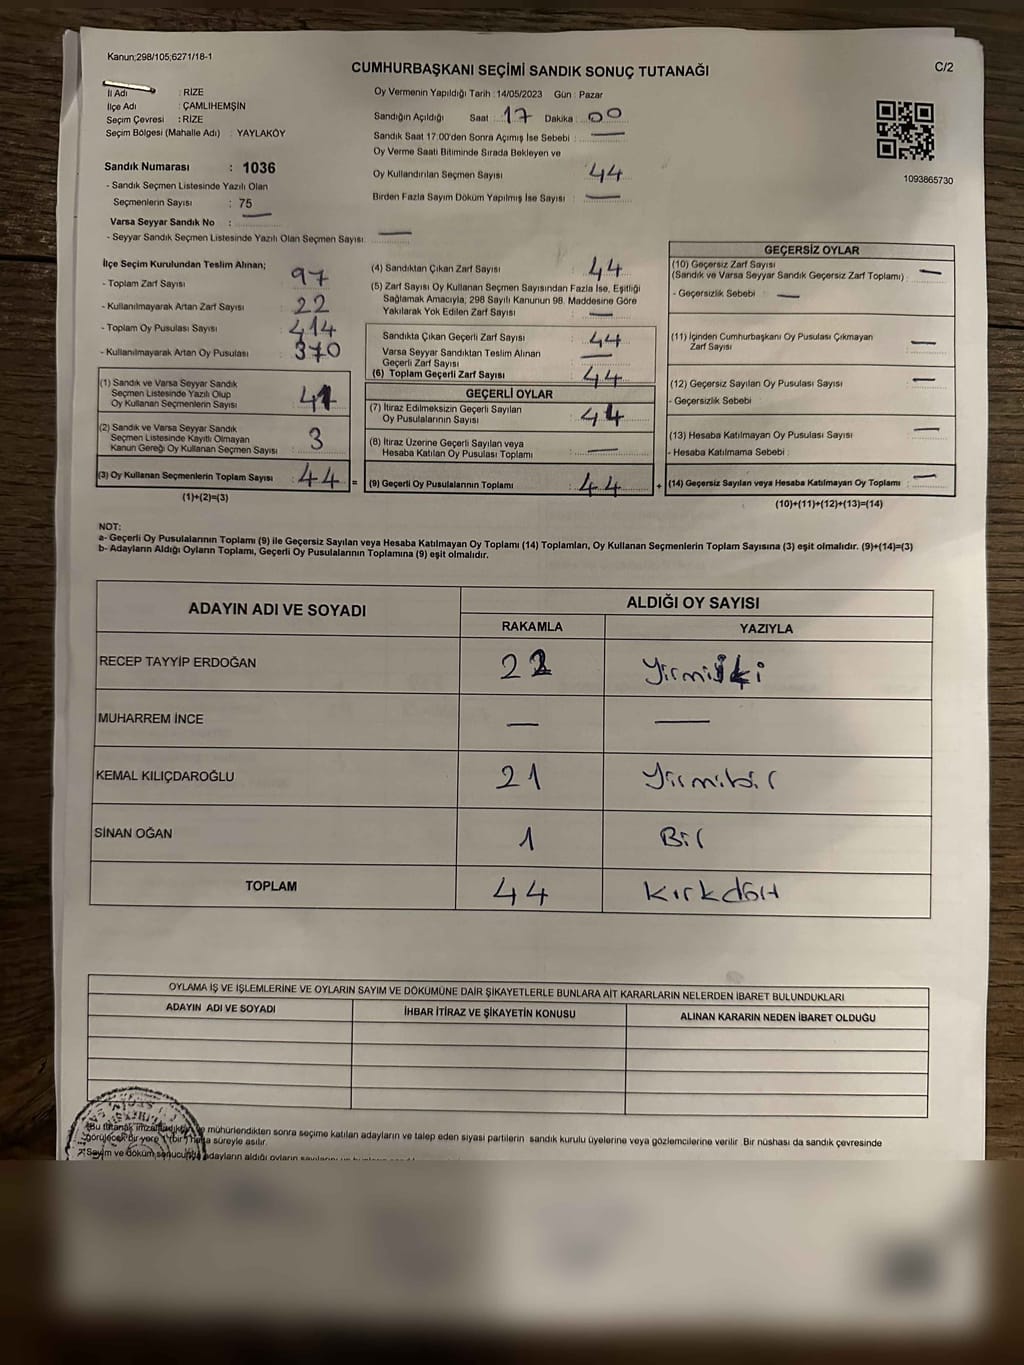 Kanun;298/105;6271/18-1
C/2
CUMHURBAŞKANI SEÇİMİ SANDIK SONUÇ TUTANAĞI
İl Adı : RİZE
İlçe Adı : ÇAMLIHEMŞİN
Seçim Çevresi : RİZE
Seçim Bölgesi (Mahalle Adı) : YAYLAKÖY
Sandık Numarası : 1036
- Sandık Seçmen Listesinde Yazılı Olan
Seçmenlerin Sayısı : 75
Varsa Seyyar Sandık No : —
- Seyyar Sandık Seçmen Listesinde Yazılı Olan Seçmen Sayısı —
Oy Vermenin Yapıldığı Tarih :14/05/2023 Gün : Pazar
Sandığın Açıldığı Saat 17 Dakika 00
Sandık Saat 17:00'den Sonra Açımış İse Sebebi : —
Oy Verme Saati Bitiminde Sırada Bekleyen ve
Oy Kullandırılan Seçmen Sayısı 44
Birden Fazla Sayım Döküm Yapılmış İse Sayısı —
1093865730
İlçe Seçim Kurulundan Teslim Alınan;
- Toplam Zarf Sayısı : 97
- Kullanılmayarak Artan Zarf Sayısı : 22
- Toplam Oy Pusulası Sayısı : 414
- Kullanılmayarak Artan Oy Pusulası : 370
(1) Sandık ve Varsa Seyyar Sandık
Seçmen Listesinde Yazılı Olup
Oy Kullanan Seçmenlerin Sayısı : 41
(2) Sandık ve Varsa Seyyar Sandık
Seçmen Listesinde Kayıtlı Olmayan
Kanun Gereği Oy Kullanan Seçmen Sayısı : 3
(3) Oy Kullanan Seçmenlerin Toplam Sayısı : 44 =
(1)+(2)=(3)
(4) Sandıktan Çıkan Zarf Sayısı : 44
(5) Zarf Sayısı Oy Kullanan Seçmen Sayısından Fazla İse, Eşitliği
Sağlamak Amacıyla, 298 Sayılı Kanunun 98. Maddesine Göre
Yakılarak Yok Edilen Zarf Sayısı : —
Sandıkta Çıkan Geçerli Zarf Sayısı : 44
Varsa Seyyar Sandıktan Teslim Alınan
Geçerli Zarf Sayısı : —
(6) Toplam Geçerli Zarf Sayısı : 44
GEÇERLİ OYLAR
(7) İtiraz Edilmeksizin Geçerli Sayılan
Oy Pusulalarının Sayısı : 44
(8) İtiraz Üzerine Geçerli Sayılan veya
Hesaba Katılan Oy Pusulası Toplamı : —
(9) Geçerli Oy Pusulalarının Toplamı : 44 +
GEÇERSİZ OYLAR
(10) Geçersiz Zarf Sayısı
(Sandık ve Varsa Seyyar Sandık Geçersiz Zarf Toplamı) : —
- Geçersizlik Sebebi : —
(11) İçinden Cumhurbaşkanı Oy Pusulası Çıkmayan
Zarf Sayısı : —
(12) Geçersiz Sayılan Oy Pusulası Sayısı : —
- Geçersizlik Sebebi :
(13) Hesaba Katılmayan Oy Pusulası Sayısı : —
- Hesaba Katılmama Sebebi :
(14) Geçersiz Sayılan veya Hesaba Katılmayan Oy Toplamı : —
(10)+(11)+(12)+(13)=(14)
NOT:
a- Geçerli Oy Pusulalarının Toplamı (9) ile Geçersiz Sayılan veya Hesaba Katılmayan Oy Toplamı (14) Toplamları, Oy Kullanan Seçmenlerin Toplam Sayısına (3) eşit olmalıdır. (9)+(14)=(3)
b- Adayların Aldığı Oyların Toplamı, Geçerli Oy Pusulalarının Toplamına (9) eşit olmalıdır.
ADAYIN ADI VE SOYADI
ALDIĞI OY SAYISI
RAKAMLA YAZIYLA
RECEP TAYYİP ERDOĞAN 22 Yirmiiki
MUHARREM İNCE — —
KEMAL KILIÇDAROĞLU 21 Yirmibir
SİNAN OĞAN 1 Bir
TOPLAM 44 Kırkdört
OYLAMA İŞ VE İŞLEMLERİNE VE OYLARIN SAYIM VE DÖKÜMÜNE DAİR ŞİKAYETLERLE BUNLARA AİT KARARLARIN NELERDEN İBARET BULUNDUKLARI
ADAYIN ADI VE SOYADI İHBAR İTİRAZ VE ŞİKAYETİN KONUSU ALINAN KARARIN NEDEN İBARET OLDUĞU
(Bu tutanak imzaladıktan ve mühürlendikten sonra seçime katılan adayların ve talep eden siyasi partilerin sandık kurulu üyelerine veya gözlemcilerine verilir Bir nüshası da sandık çevresinde
görülecek bir yere 1 (bir) hafta süreyle asılır.
Sayım ve döküm sonucunda adayların aldığı oyların